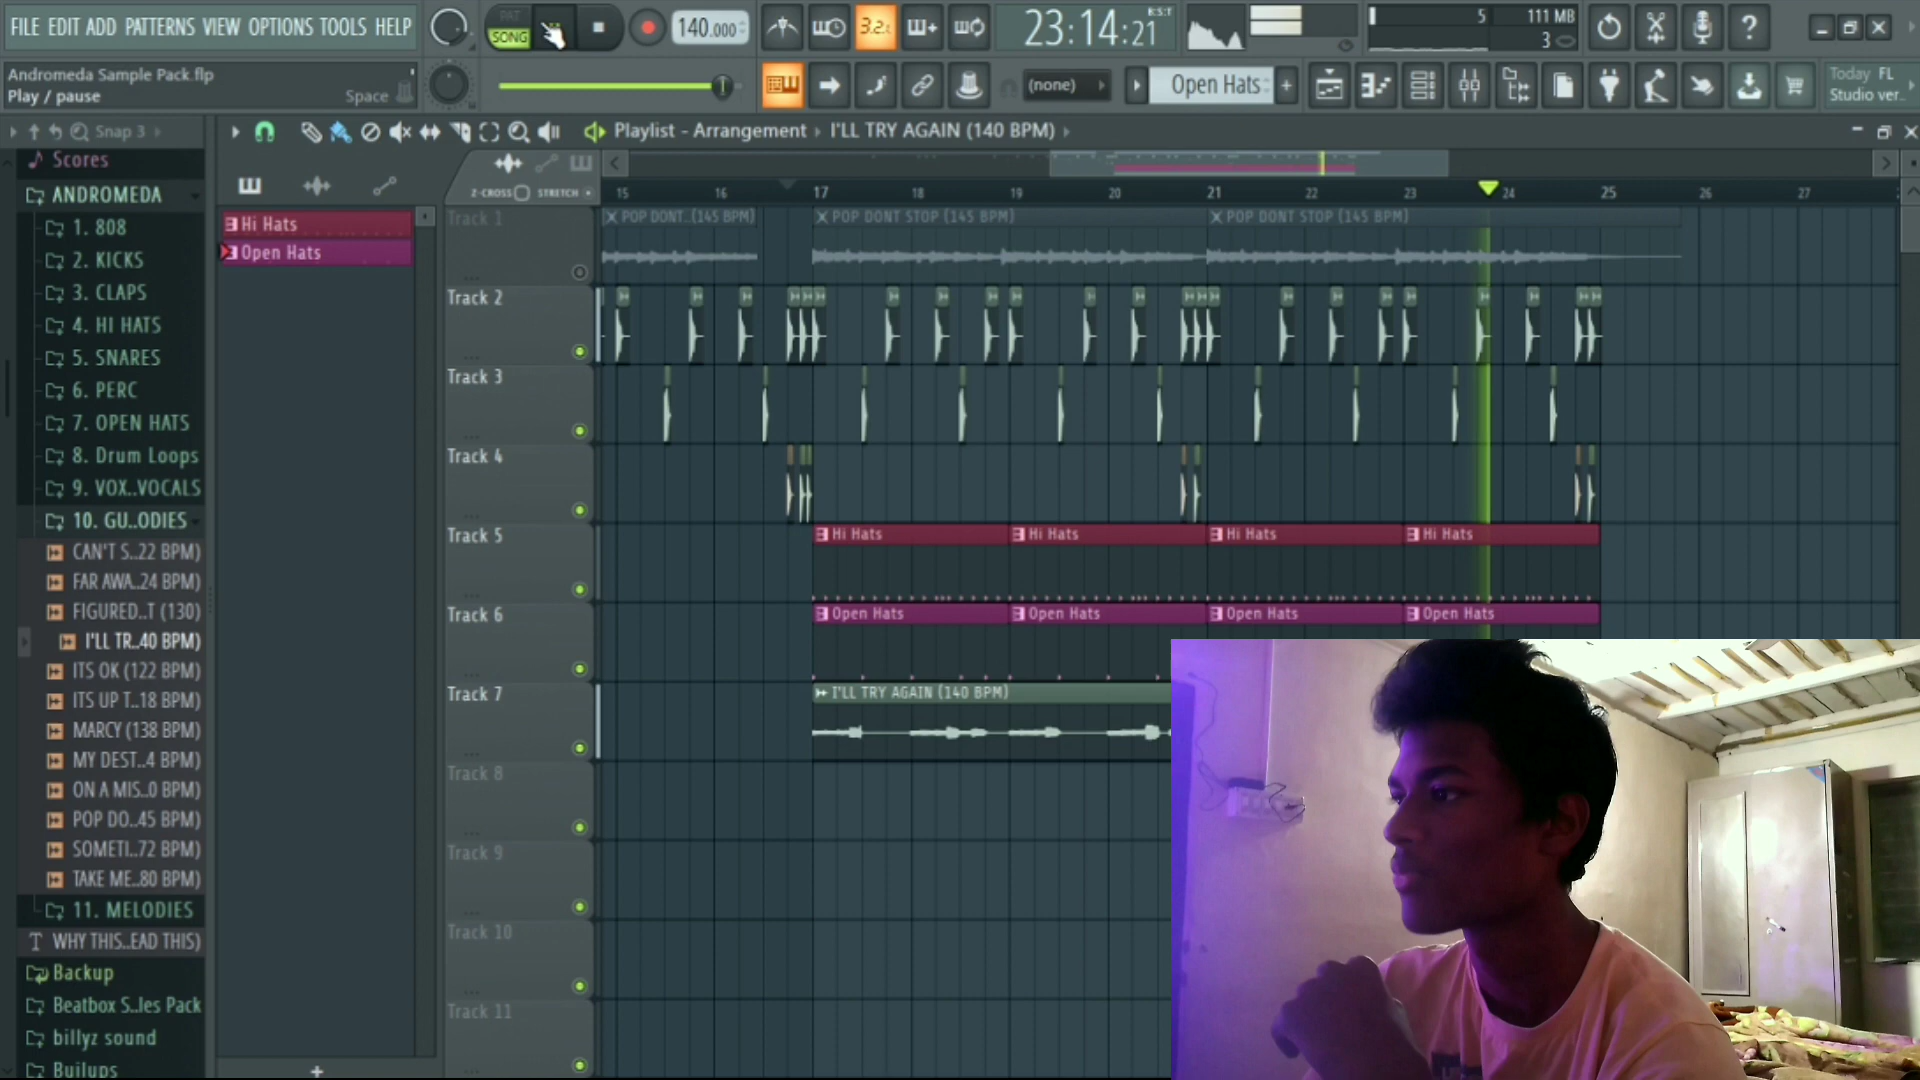 FILE EDIT ADD PATTERNS VIEW OPTIONS TOOLS HELP
PAT
SONG
140.000
3.2.
23:14:21
B:S:T
5
111 MB
3
Andromeda Sample Pack.flp
Play / pause
Space
(none)
Open Hats
Today FL
Studio ver..
Snap 3
Playlist - Arrangement › I'LL TRY AGAIN (140 BPM) ›
Z-CROSS
STRETCH
15 16 17 18 19 20 21 22 23 24 25 26 27
Scores
ANDROMEDA
1. 808
2. KICKS
3. CLAPS
4. HI HATS
5. SNARES
6. PERC
7. OPEN HATS
8. Drum Loops
9. VOX..VOCALS
10. GU..ODIES
CAN'T S..22 BPM)
FAR AWA..24 BPM)
FIGURED..T (130)
I'LL TR..40 BPM)
ITS OK (122 BPM)
ITS UP T..18 BPM)
MARCY (138 BPM)
MY DEST..4 BPM)
ON A MIS..0 BPM)
POP DO..45 BPM)
SOMETI..72 BPM)
TAKE ME..80 BPM)
11. MELODIES
WHY THIS..EAD THIS)
Backup
Beatbox S..les Pack
billyz sound
Builups
Hi Hats
Open Hats
Track 1
POP DONT..(145 BPM)
POP DONT STOP (145 BPM)
POP DONT STOP (145 BPM)
Track 2
Track 3
Track 4
Track 5
Hi Hats
Hi Hats
Hi Hats
Hi Hats
Track 6
Open Hats
Open Hats
Open Hats
Open Hats
Track 7
I'LL TRY AGAIN (140 BPM)
Track 8
Track 9
Track 10
Track 11